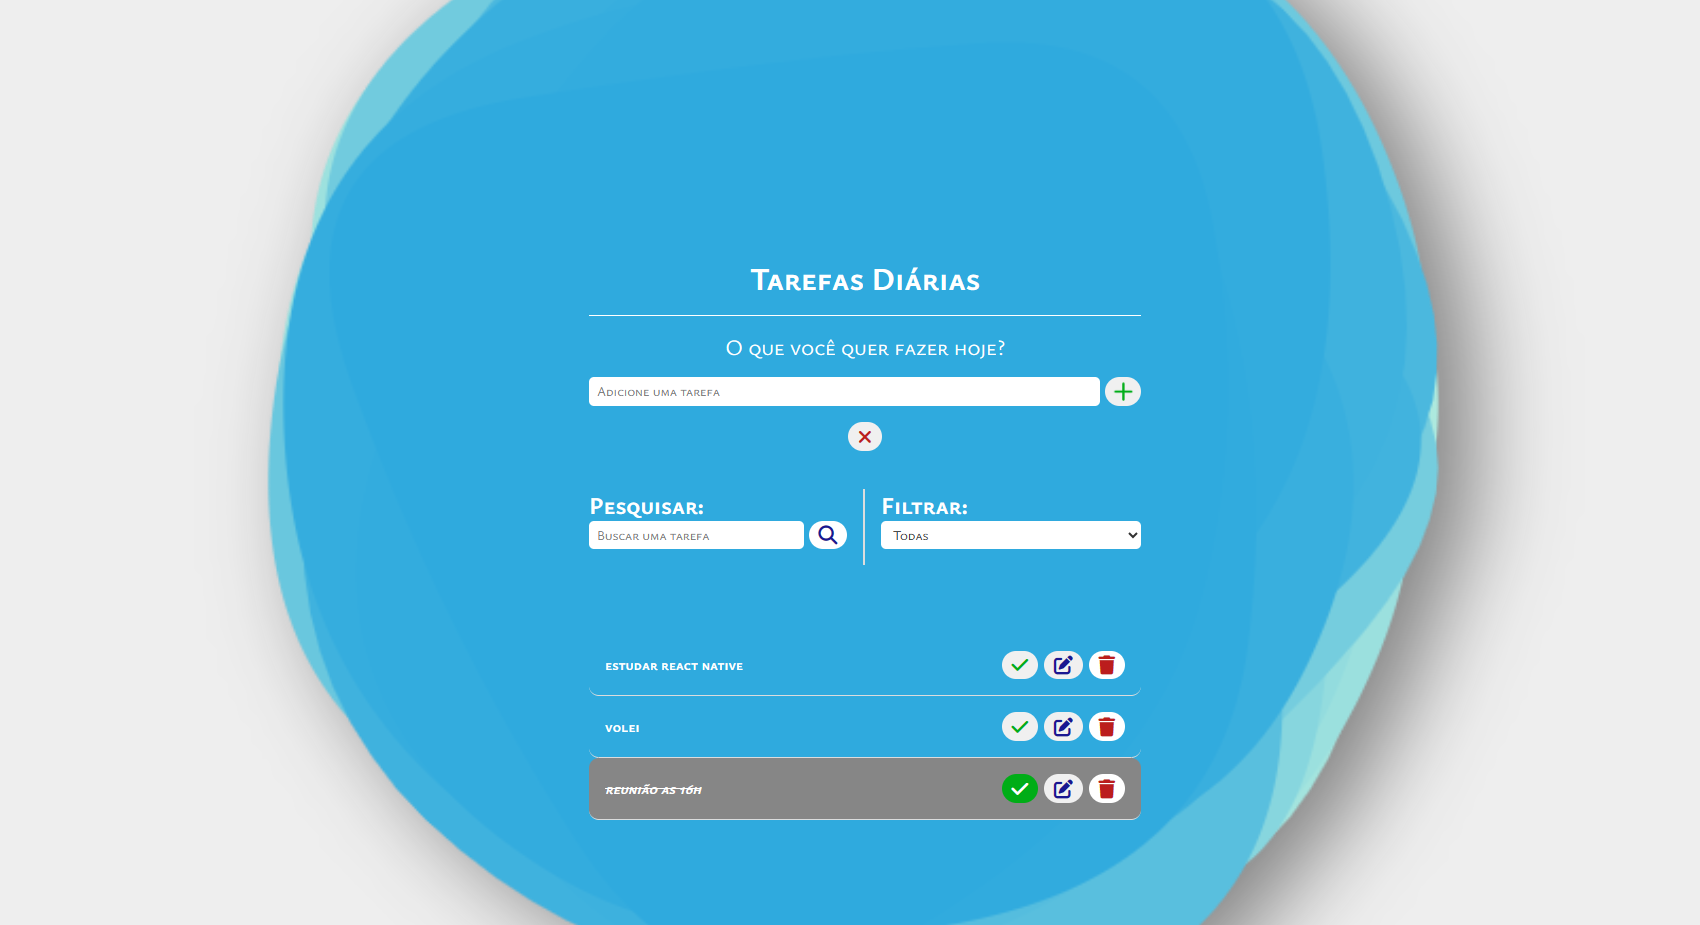 Tarefas Diárias
O que você quer fazer hoje?
Adicione uma tarefa
Pesquisar:
Buscar uma tarefa
Filtrar:
Todas
estudar react native
volei
reunião as 16h